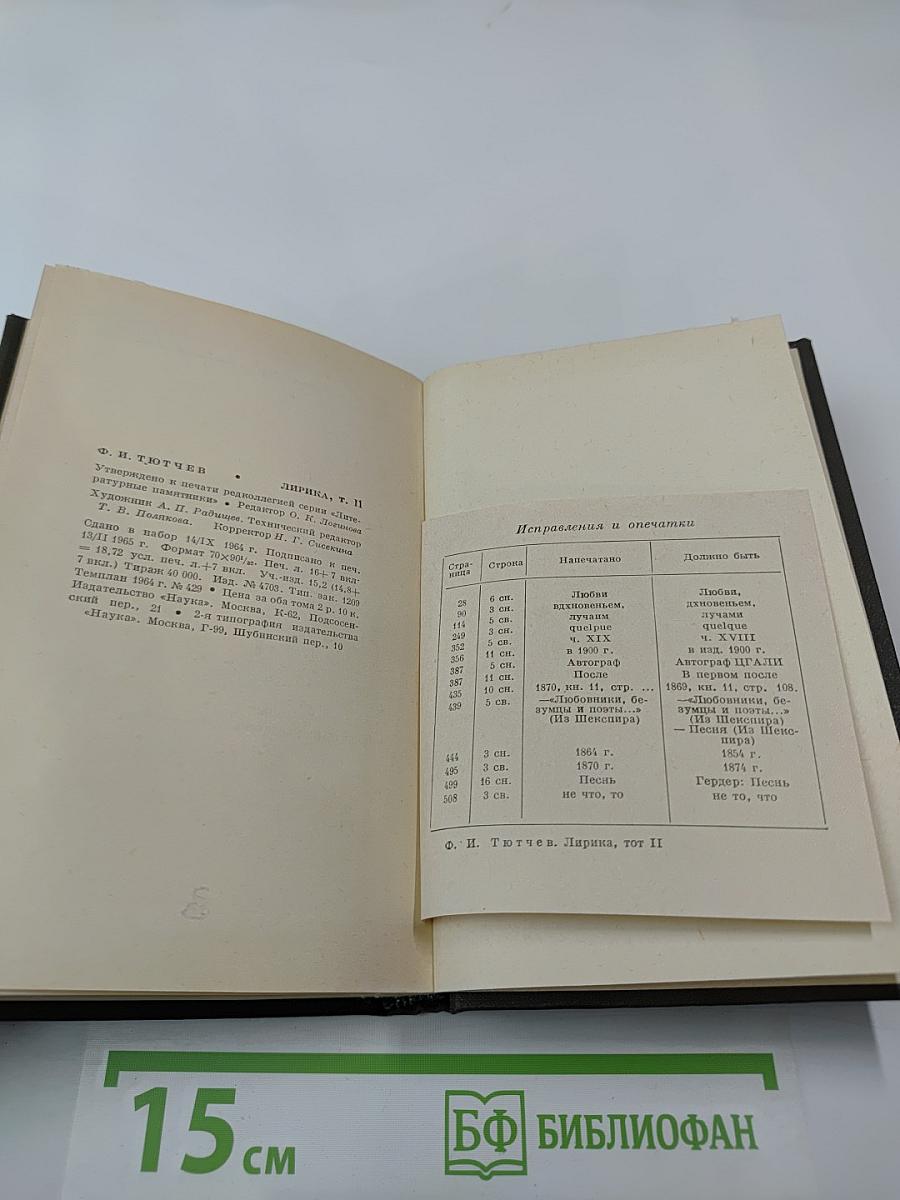 Ф. И. ТЮТЧЕВ • ЛИРИКА, т. II
Утверждено к печати редколлегией серии «Лите-
ратурные памятники» • Редактор О. К. Логинова
Художник А. П. Радищев. Технический редактор
Т. В. Полякова. Корректор Н. Г. Сисекина
Сдано в набор 14/IX 1964 г. Подписано к печ.
13/II 1965 г. Формат 70×90¹/₃₂. Печ. л. 16+7 вкл.
= 18,72 усл. печ. л.+7 вкл. Уч.-изд. 15,2 (14,8+
7 вкл.) Тираж 40 000. Изд. № 4703. Тип. зак. 1209
Темплан 1964 г. № 429 • Цена за оба тома 2 р. 10 к.
Издательство «Наука». Москва, К-62, Подсосен-
ский пер., 21 • 2-я типография издательства
«Наука». Москва, Г-99, Шубинский пер., 10
Исправления и опечатки
Стра-
ница Строка Напечатано Должно быть
28 6 сн. Любви Любви,
90 3 сн. вдхновеньем, дхновеньем,
114 5 св. лучаим лучами
249 3 сн. quelpue quelque
352 5 св. ч. XIX ч. XVIII
356 11 сн. в 1900 г. в изд. 1900 г.
387 5 сн. Автограф Автограф ЦГАЛИ
387 11 сн. После В первом после
435 10 сн. 1870, кн. 11, стр. ... 1869, кн. 11, стр. 108.
439 5 св. —«Любовники, бе- —«Любовники, бе-
зумцы и поэты...» зумцы и поэты...»
(Из Шекспира) (Из Шекспира)
— Песня (Из Шекс-
пира)
444 3 сн. 1864 г. 1854 г.
495 3 св. 1870 г. 1874 г.
499 16 сн. Песнь Гердер: Песнь
508 3 св. не что, то не то, что
Ф. И. Тютчев. Лирика, тот II
15 см
БФ БИБЛИОФАН